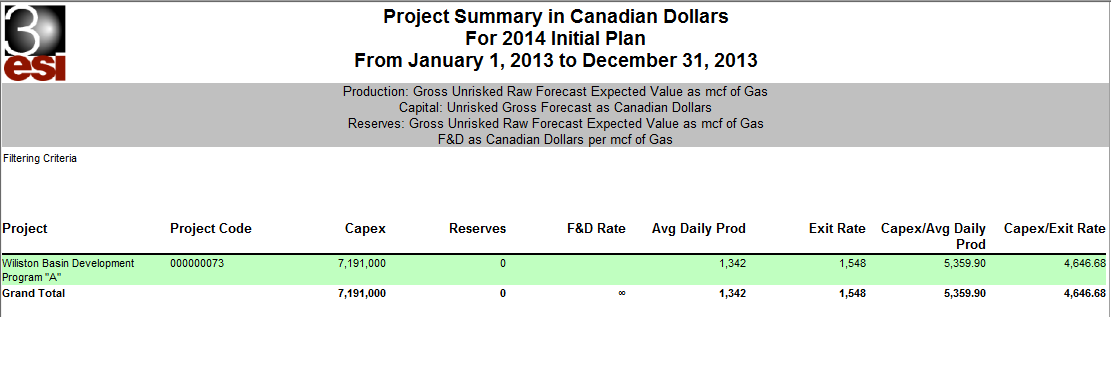 3
esi
Project Summary in Canadian Dollars
For 2014 Initial Plan
From January 1, 2013 to December 31, 2013
Production: Gross Unrisked Raw Forecast Expected Value as mcf of Gas
Capital: Unrisked Gross Forecast as Canadian Dollars
Reserves: Gross Unrisked Raw Forecast Expected Value as mcf of Gas
F&D as Canadian Dollars per mcf of Gas
Filtering Criteria
Project Project Code Capex Reserves F&D Rate Avg Daily Prod Exit Rate Capex/Avg Daily Capex/Exit Rate
Prod
Wiliston Basin Development 000000073 7,191,000 0 1,342 1,548 5,359.90 4,646.68
Program "A"
Grand Total 7,191,000 0 ∞ 1,342 1,548 5,359.90 4,646.68